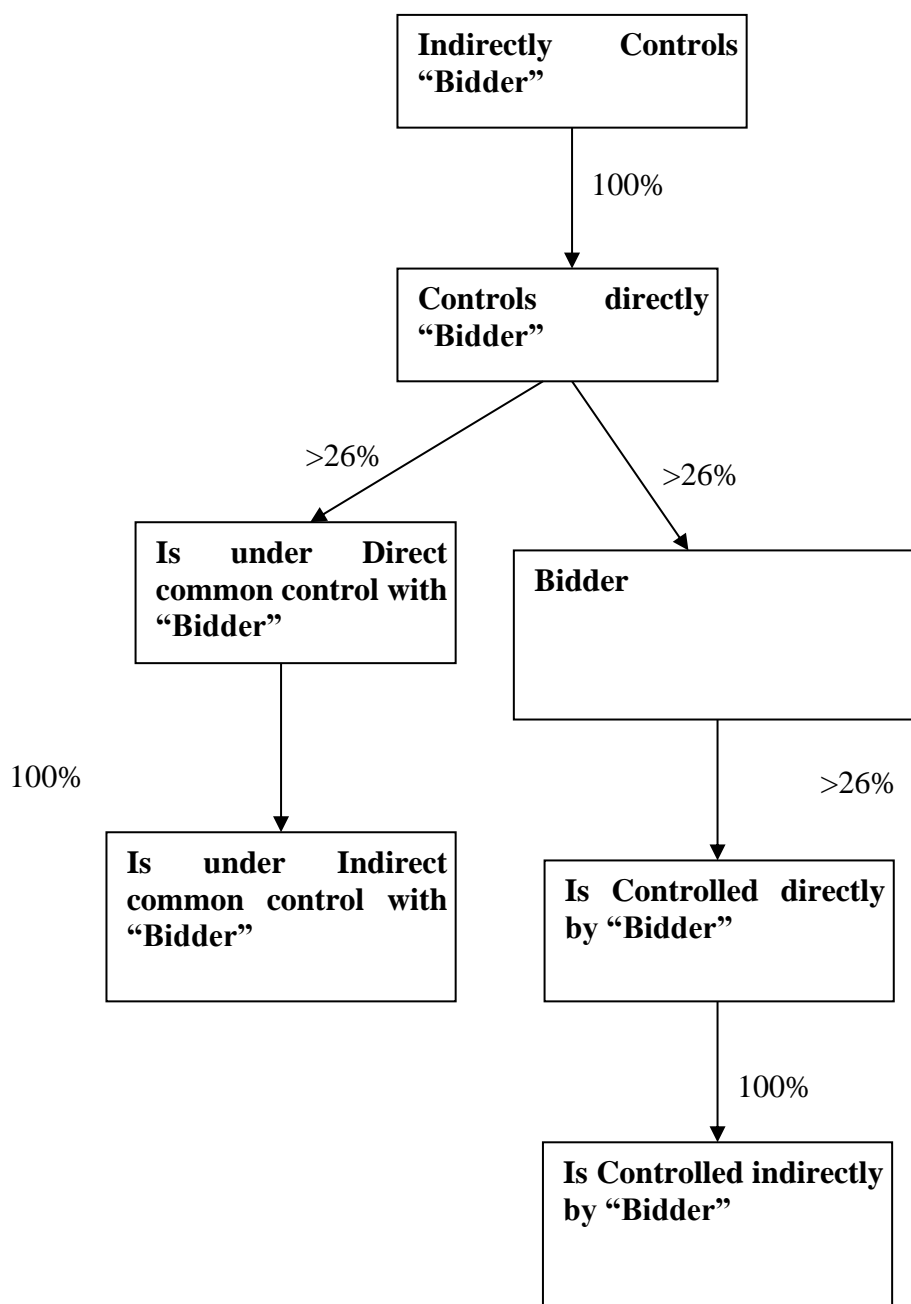 Indirectly Controls
“Bidder”
100%
Controls directly
“Bidder”
>26%
>26%
Is under Direct
common control with
“Bidder”
Bidder
100%
>26%
Is under Indirect
common control with
“Bidder”
Is Controlled directly
by “Bidder”
100%
Is Controlled indirectly
by “Bidder”